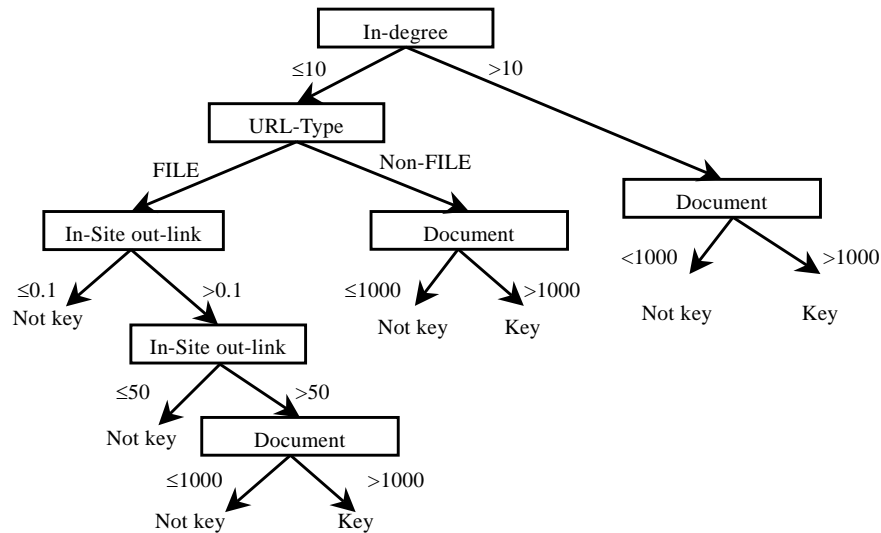 In-degree
≤10
>10
URL-Type
FILE
Non-FILE
Document
In-Site out-link
Document
<1000
>1000
≤0.1
>0.1
≤1000
>1000
Not key
Not key
Key
Not key
Key
In-Site out-link
≤50
>50
Not key
Document
≤1000
>1000
Not key
Key